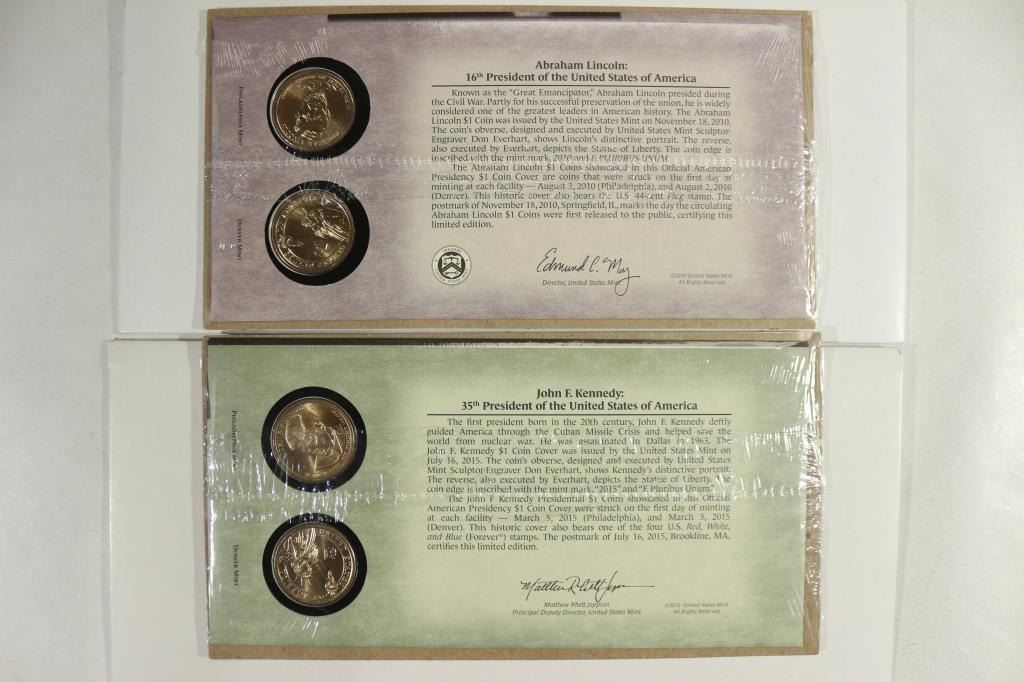 PHILADELPHIA MINT
DENVER MINT
Abraham Lincoln:
16th President of the United States of America
Known as the "Great Emancipator," Abraham Lincoln presided during
the Civil War. Partly for his successful preservation of the union, he is widely
considered one of the greatest leaders in American history. The Abraham
Lincoln $1 Coin was issued by the United States Mint on November 18, 2010.
The coin's obverse, designed and executed by United States Mint Sculptor-
Engraver Don Everhart, shows Lincoln's distinctive portrait. The reverse,
also executed by Everhart, depicts the Statue of Liberty. The coin edge is
inscribed with the mint mark, 2010 and E PLURIBUS UNUM.
The Abraham Lincoln $1 Coins showcased in this Official American
Presidency $1 Coin Cover are coins that were struck on the first day of
minting at each facility — August 3, 2010 (Philadelphia), and August 2, 2010
(Denver). This historic cover also bears the U.S. 44-cent Flag stamp. The
postmark of November 18, 2010, Springfield, IL, marks the day the circulating
Abraham Lincoln $1 Coins were first released to the public, certifying this
limited edition.
Edmund C. Moy
Director, United States Mint
©2010 United States Mint
All Rights Reserved
PHILADELPHIA MINT
DENVER MINT
John F. Kennedy:
35th President of the United States of America
The first president born in the 20th century, John F. Kennedy deftly
guided America through the Cuban Missile Crisis and helped save the
world from nuclear war. He was assassinated in Dallas in 1963. The
John F. Kennedy $1 Coin Cover was issued by the United States Mint on
July 16, 2015. The coin's obverse, designed and executed by United States
Mint Sculptor-Engraver Don Everhart, shows Kennedy's distinctive portrait.
The reverse, also executed by Everhart, depicts the Statue of Liberty. The
coin edge is inscribed with the mint mark, "2015" and "E Pluribus Unum."
The John F Kennedy Presidential $1 Coins showcased in this Official
American Presidency $1 Coin Cover were struck on the first day of minting
at each facility — March 5, 2015 (Philadelphia), and March 3, 2015
(Denver). This historic cover also bears one of the four U.S. Red, White,
and Blue (Forever®) stamps. The postmark of July 16, 2015, Brookline, MA,
certifies this limited edition.
Matthew Rhett Jeppson
Principal Deputy Director, United States Mint
©2015 United States Mint
All Rights Reserved